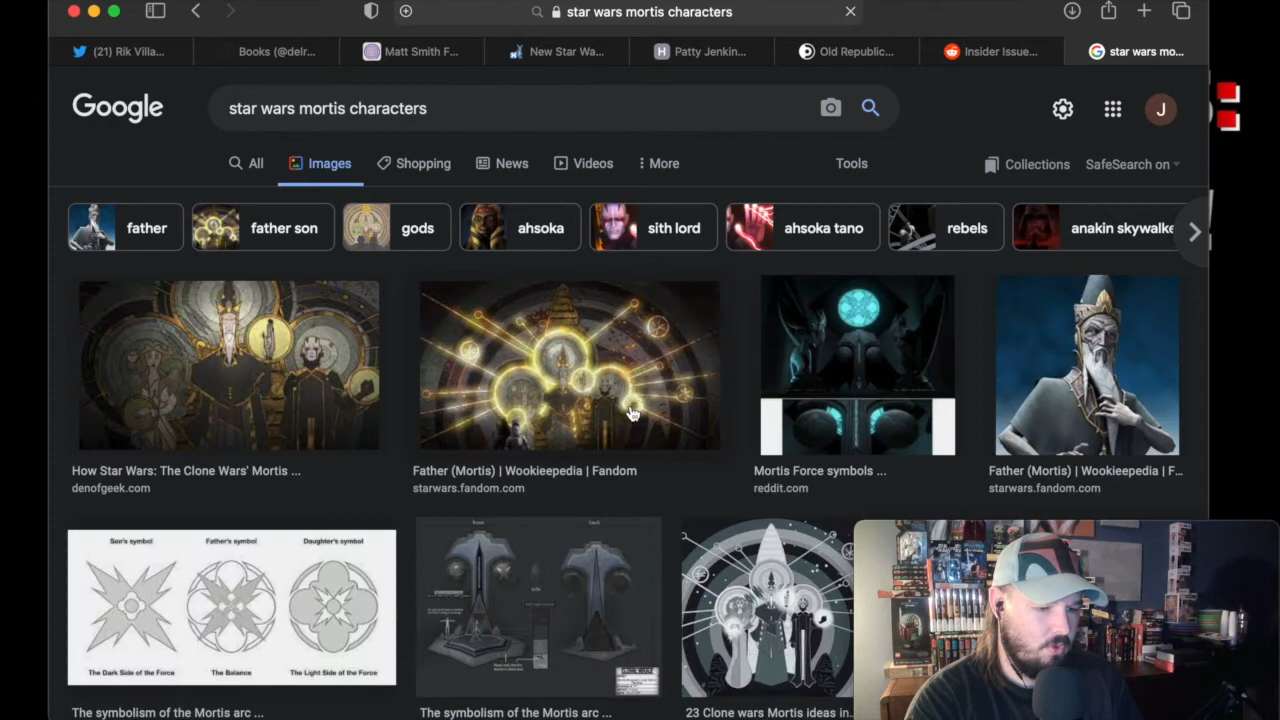 star wars mortis characters
(21) Rik Villa...
Books (@delr...
Matt Smith F...
New Star Wa...
Patty Jenkin...
Old Republic...
Insider Issue...
star wars mo...
Google
star wars mortis characters
J
All
Images
Shopping
News
Videos
More
Tools
Collections
SafeSearch on
father
father son
gods
ahsoka
sith lord
ahsoka tano
rebels
anakin skywalke
How Star Wars: The Clone Wars' Mortis ...
denofgeek.com
Father (Mortis) | Wookieepedia | Fandom
starwars.fandom.com
Mortis Force symbols ...
reddit.com
Father (Mortis) | Wookieepedia | F...
starwars.fandom.com
Son's symbol
Father's symbol
Daughter's symbol
The Dark Side of the Force
The Balance
The Light Side of the Force
The symbolism of the Mortis arc ...
The symbolism of the Mortis arc ...
23 Clone wars Mortis ideas in...